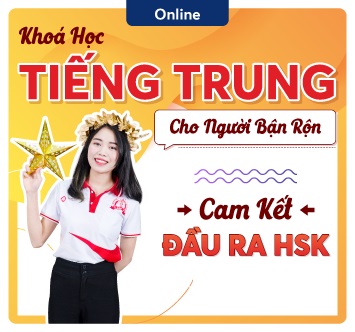 Online
Khoá Học
TIẾNG TRUNG
Cho Người Bận Rộn
Cam Kết
ĐẦU RA HSK